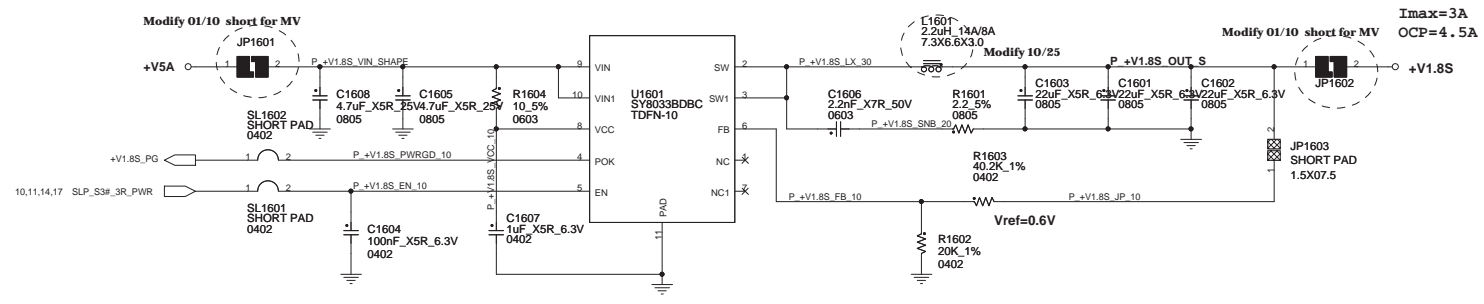 Modify 01/10 short for MV
JP1601
+V5A
1 2
P_+V1.8S_VIN_SHAPE
C1608
4.7uF_X5R_25V
0805
C1605
4.7uF_X5R_25V
0805
R1604
10_5%
0603
SL1602
SHORT PAD
0402
+V1.8S_PG
1 2
P_+V1.8S_PWRGD_10
P_+V1.8S_VCC_10
10,11,14,17 SLP_S3#_3R_PWR
1 2
P_+V1.8S_EN_10
SL1601
SHORT PAD
0402
C1604
100nF_X5R_6.3V
0402
C1607
1uF_X5R_6.3V
0402
U1601
SY8033BDBC
TDFN-10
9 VIN
10 VIN1
8 VCC
4 POK
5 EN
PAD
11
SW 2
SW1 3
FB 6
NC 1
NC1 7
P_+V1.8S_LX_30
L1601
2.2uH_14A/8A
7.3X6.6X3.0
Modify 10/25
C1606
2.2nF_X7R_50V
0603
P_+V1.8S_SNB_20
R1601
2.2_5%
0805
P_+V1.8S_OUT_S
C1603
22uF_X5R_6.3V
0805
C1601
22uF_X5R_6.3V
0805
C1602
22uF_X5R_6.3V
0805
R1603
40.2K_1%
0402
P_+V1.8S_FB_10
P_+V1.8S_JP_10
Vref=0.6V
R1602
20K_1%
0402
Modify 01/10 short for MV
1 2
JP1602
+V1.8S
2
JP1603
SHORT PAD
1.5X07.5
1
Imax=3A
OCP=4.5A